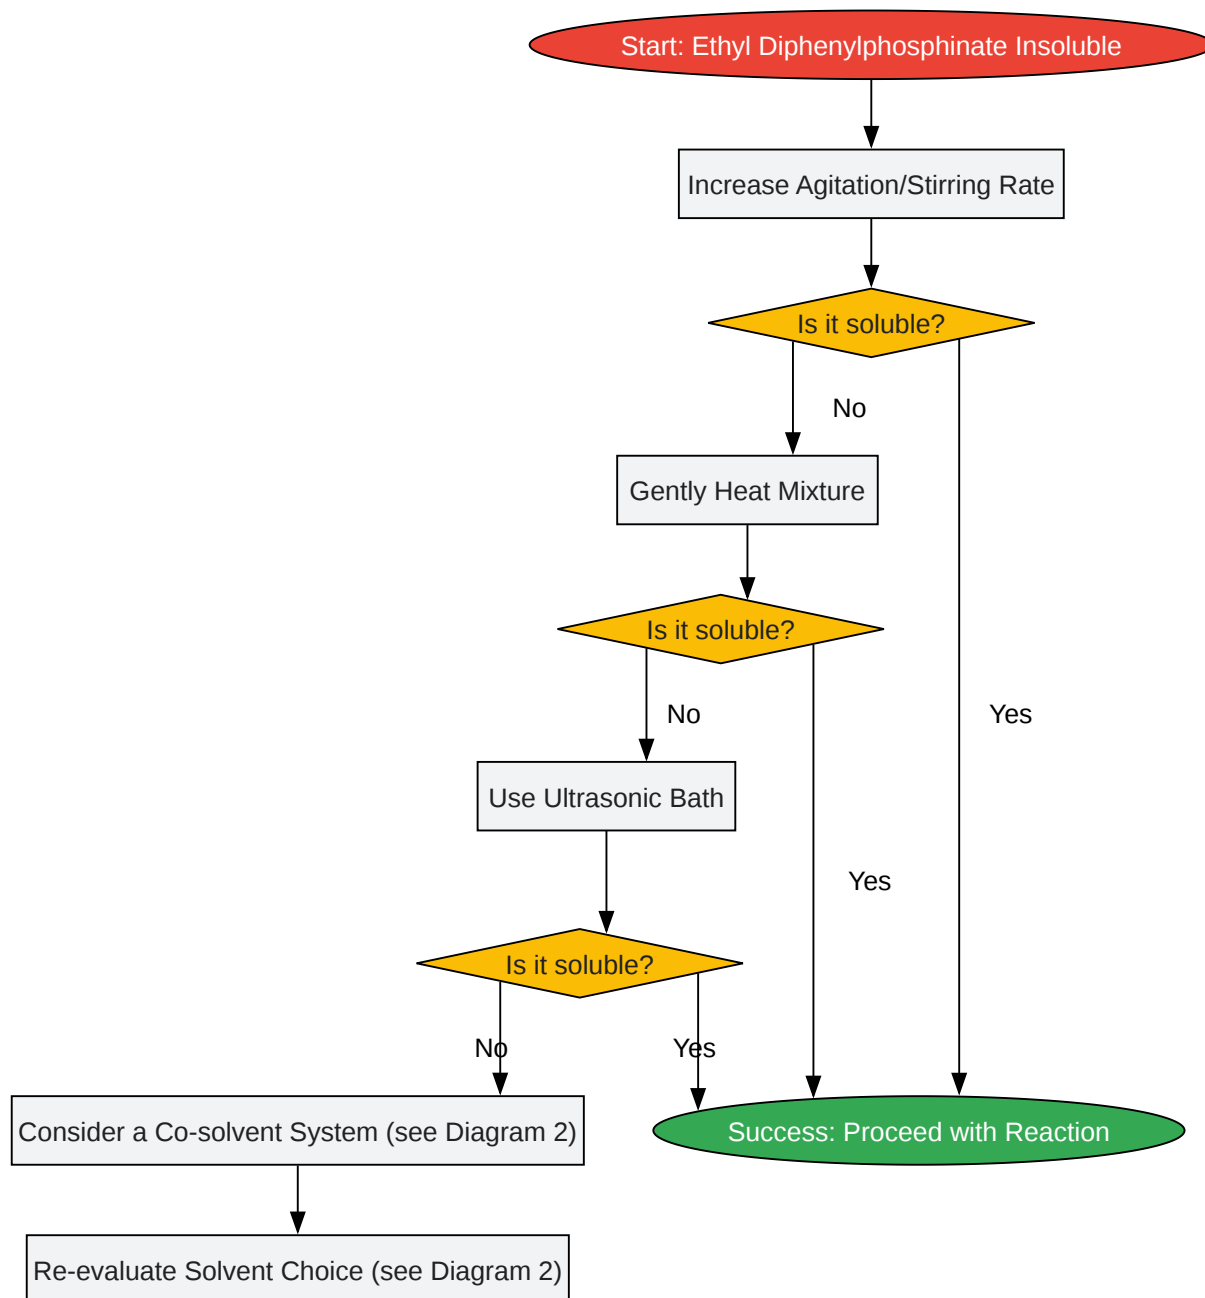 Start: Ethyl Diphenylphosphinate Insoluble
Increase Agitation/Stirring Rate
Is it soluble?
No
Gently Heat Mixture
Is it soluble?
No
Yes
Use Ultrasonic Bath
Yes
Is it soluble?
No
Yes
Consider a Co-solvent System (see Diagram 2)
Success: Proceed with Reaction
Re-evaluate Solvent Choice (see Diagram 2)